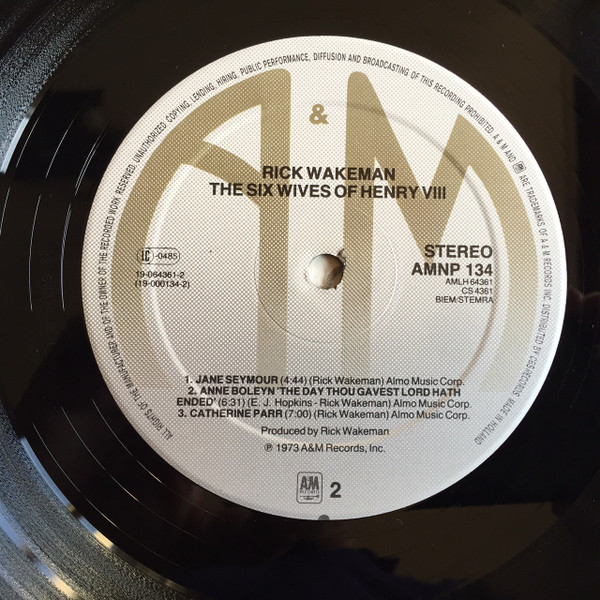 ALL RIGHTS OF THE MANUFACTURER AND OF THE OWNER OF THE RECORDED WORK RESERVED. UNAUTHORIZED COPYING, LENDING, HIRING, PUBLIC PERFORMANCE, DIFFUSION AND BROADCASTING OF THIS RECORDING PROHIBITED. A & M AND AM ARE TRADEMARKS OF A & M RECORDS INC. DISTRIBUTED BY CBS-RECORDS MADE IN HOLLAND
A & M
RICK WAKEMAN
THE SIX WIVES OF HENRY VIII
LC-0485
19-064361-2
(19-000134-2)
STEREO
AMNP 134
AMLH 64361
CS 4361
BIEM/STEMRA
1. JANE SEYMOUR (4:44) (Rick Wakeman) Almo Music Corp.
2. ANNE BOLEYN 'THE DAY THOU GAVEST LORD HATH
ENDED' (6:31) (E. J. Hopkins - Rick Wakeman) Almo Music Corp.
3. CATHERINE PARR (7:00) (Rick Wakeman) Almo Music Corp.
Produced by Rick Wakeman
℗ 1973 A&M Records, Inc.
AM
RECORDS
2